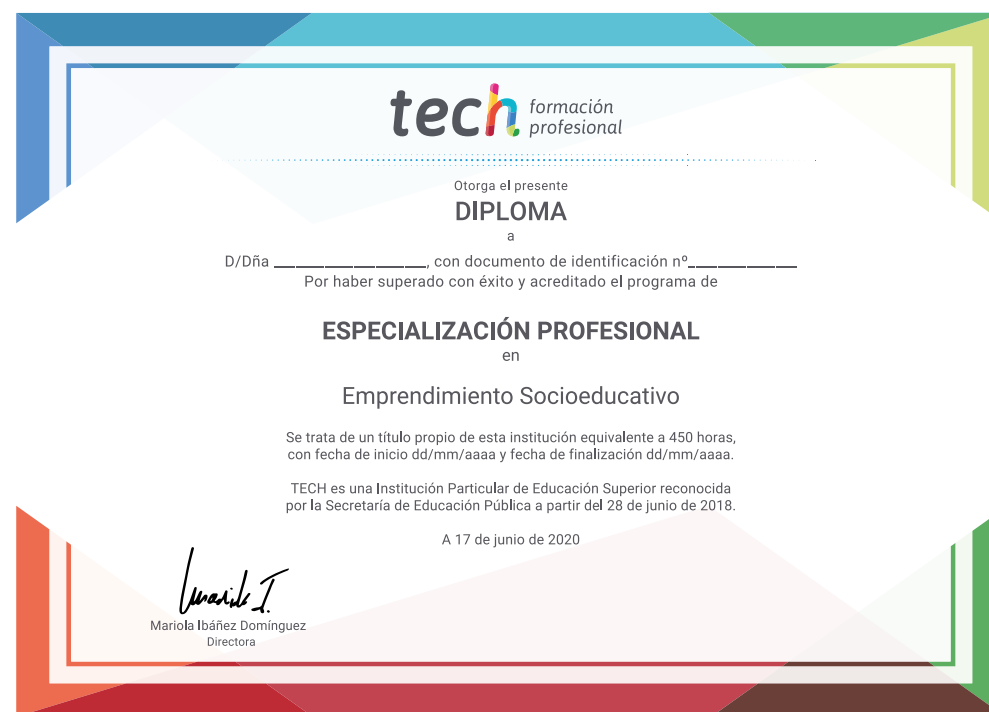 tech formación
profesional
Otorga el presente
DIPLOMA
a
D/Dña ______________, con documento de identificación nº__________
Por haber superado con éxito y acreditado el programa de
ESPECIALIZACIÓN PROFESIONAL
en
Emprendimiento Socioeducativo
Se trata de un título propio de esta institución equivalente a 450 horas,
con fecha de inicio dd/mm/aaaa y fecha de finalización dd/mm/aaaa.
TECH es una Institución Particular de Educación Superior reconocida
por la Secretaría de Educación Pública a partir del 28 de junio de 2018.
A 17 de junio de 2020
Mariola Ibáñez Domínguez
Directora